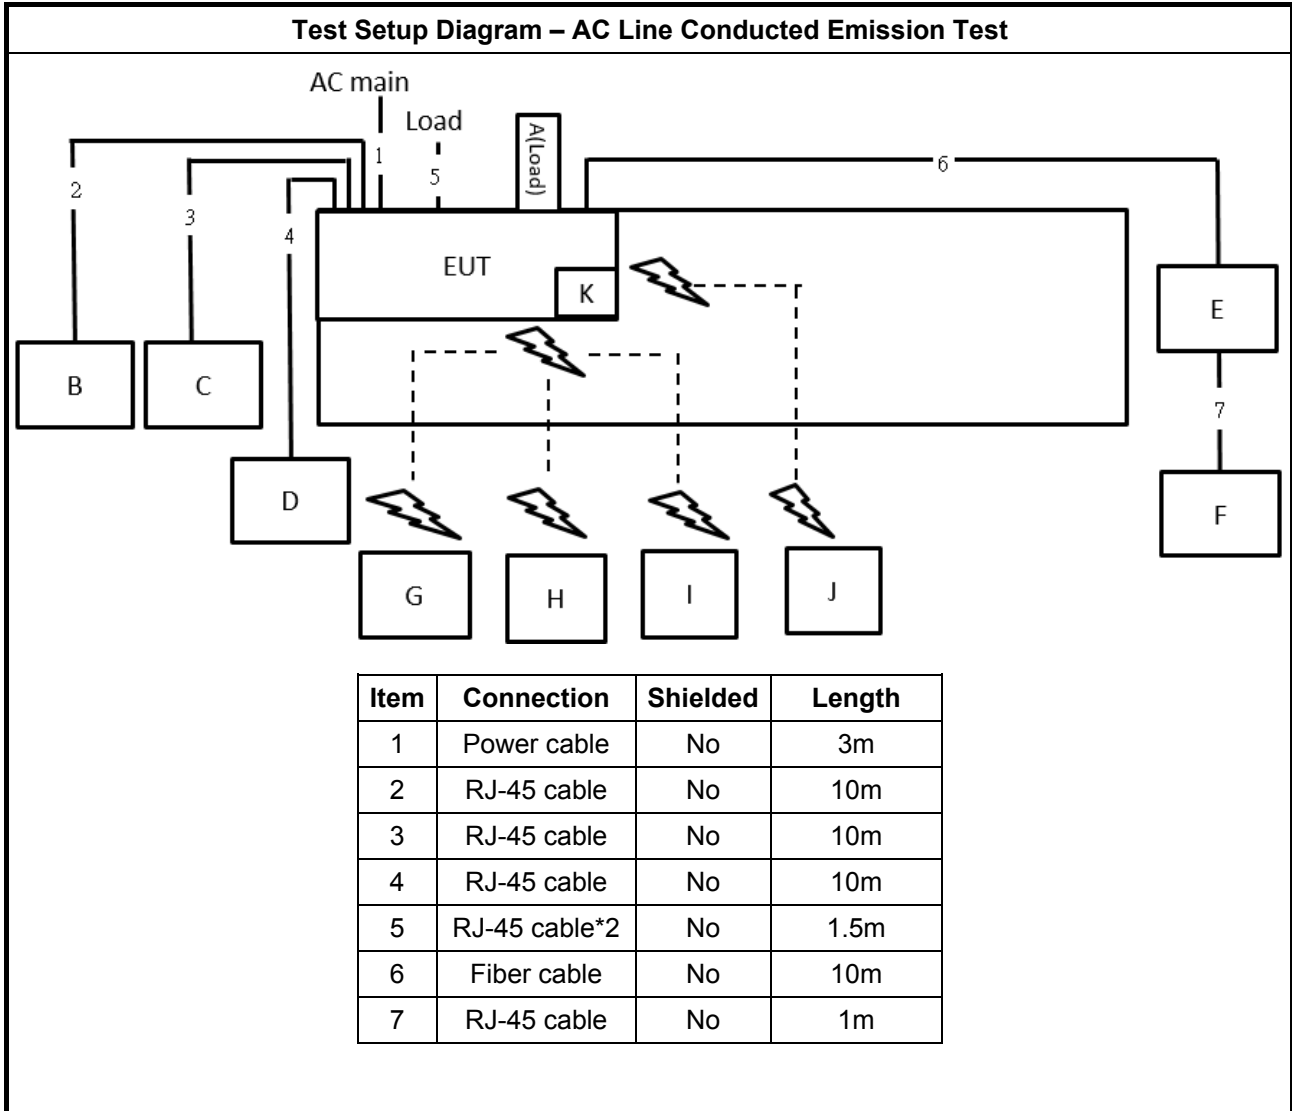 Test Setup Diagram – AC Line Conducted Emission Test
AC main
Load
A(Load)
1
5
6
2
3
4
EUT
K
E
B
C
7
D
F
G
H
I
J
Item Connection Shielded Length
1 Power cable No 3m
2 RJ-45 cable No 10m
3 RJ-45 cable No 10m
4 RJ-45 cable No 10m
5 RJ-45 cable*2 No 1.5m
6 Fiber cable No 10m
7 RJ-45 cable No 1m